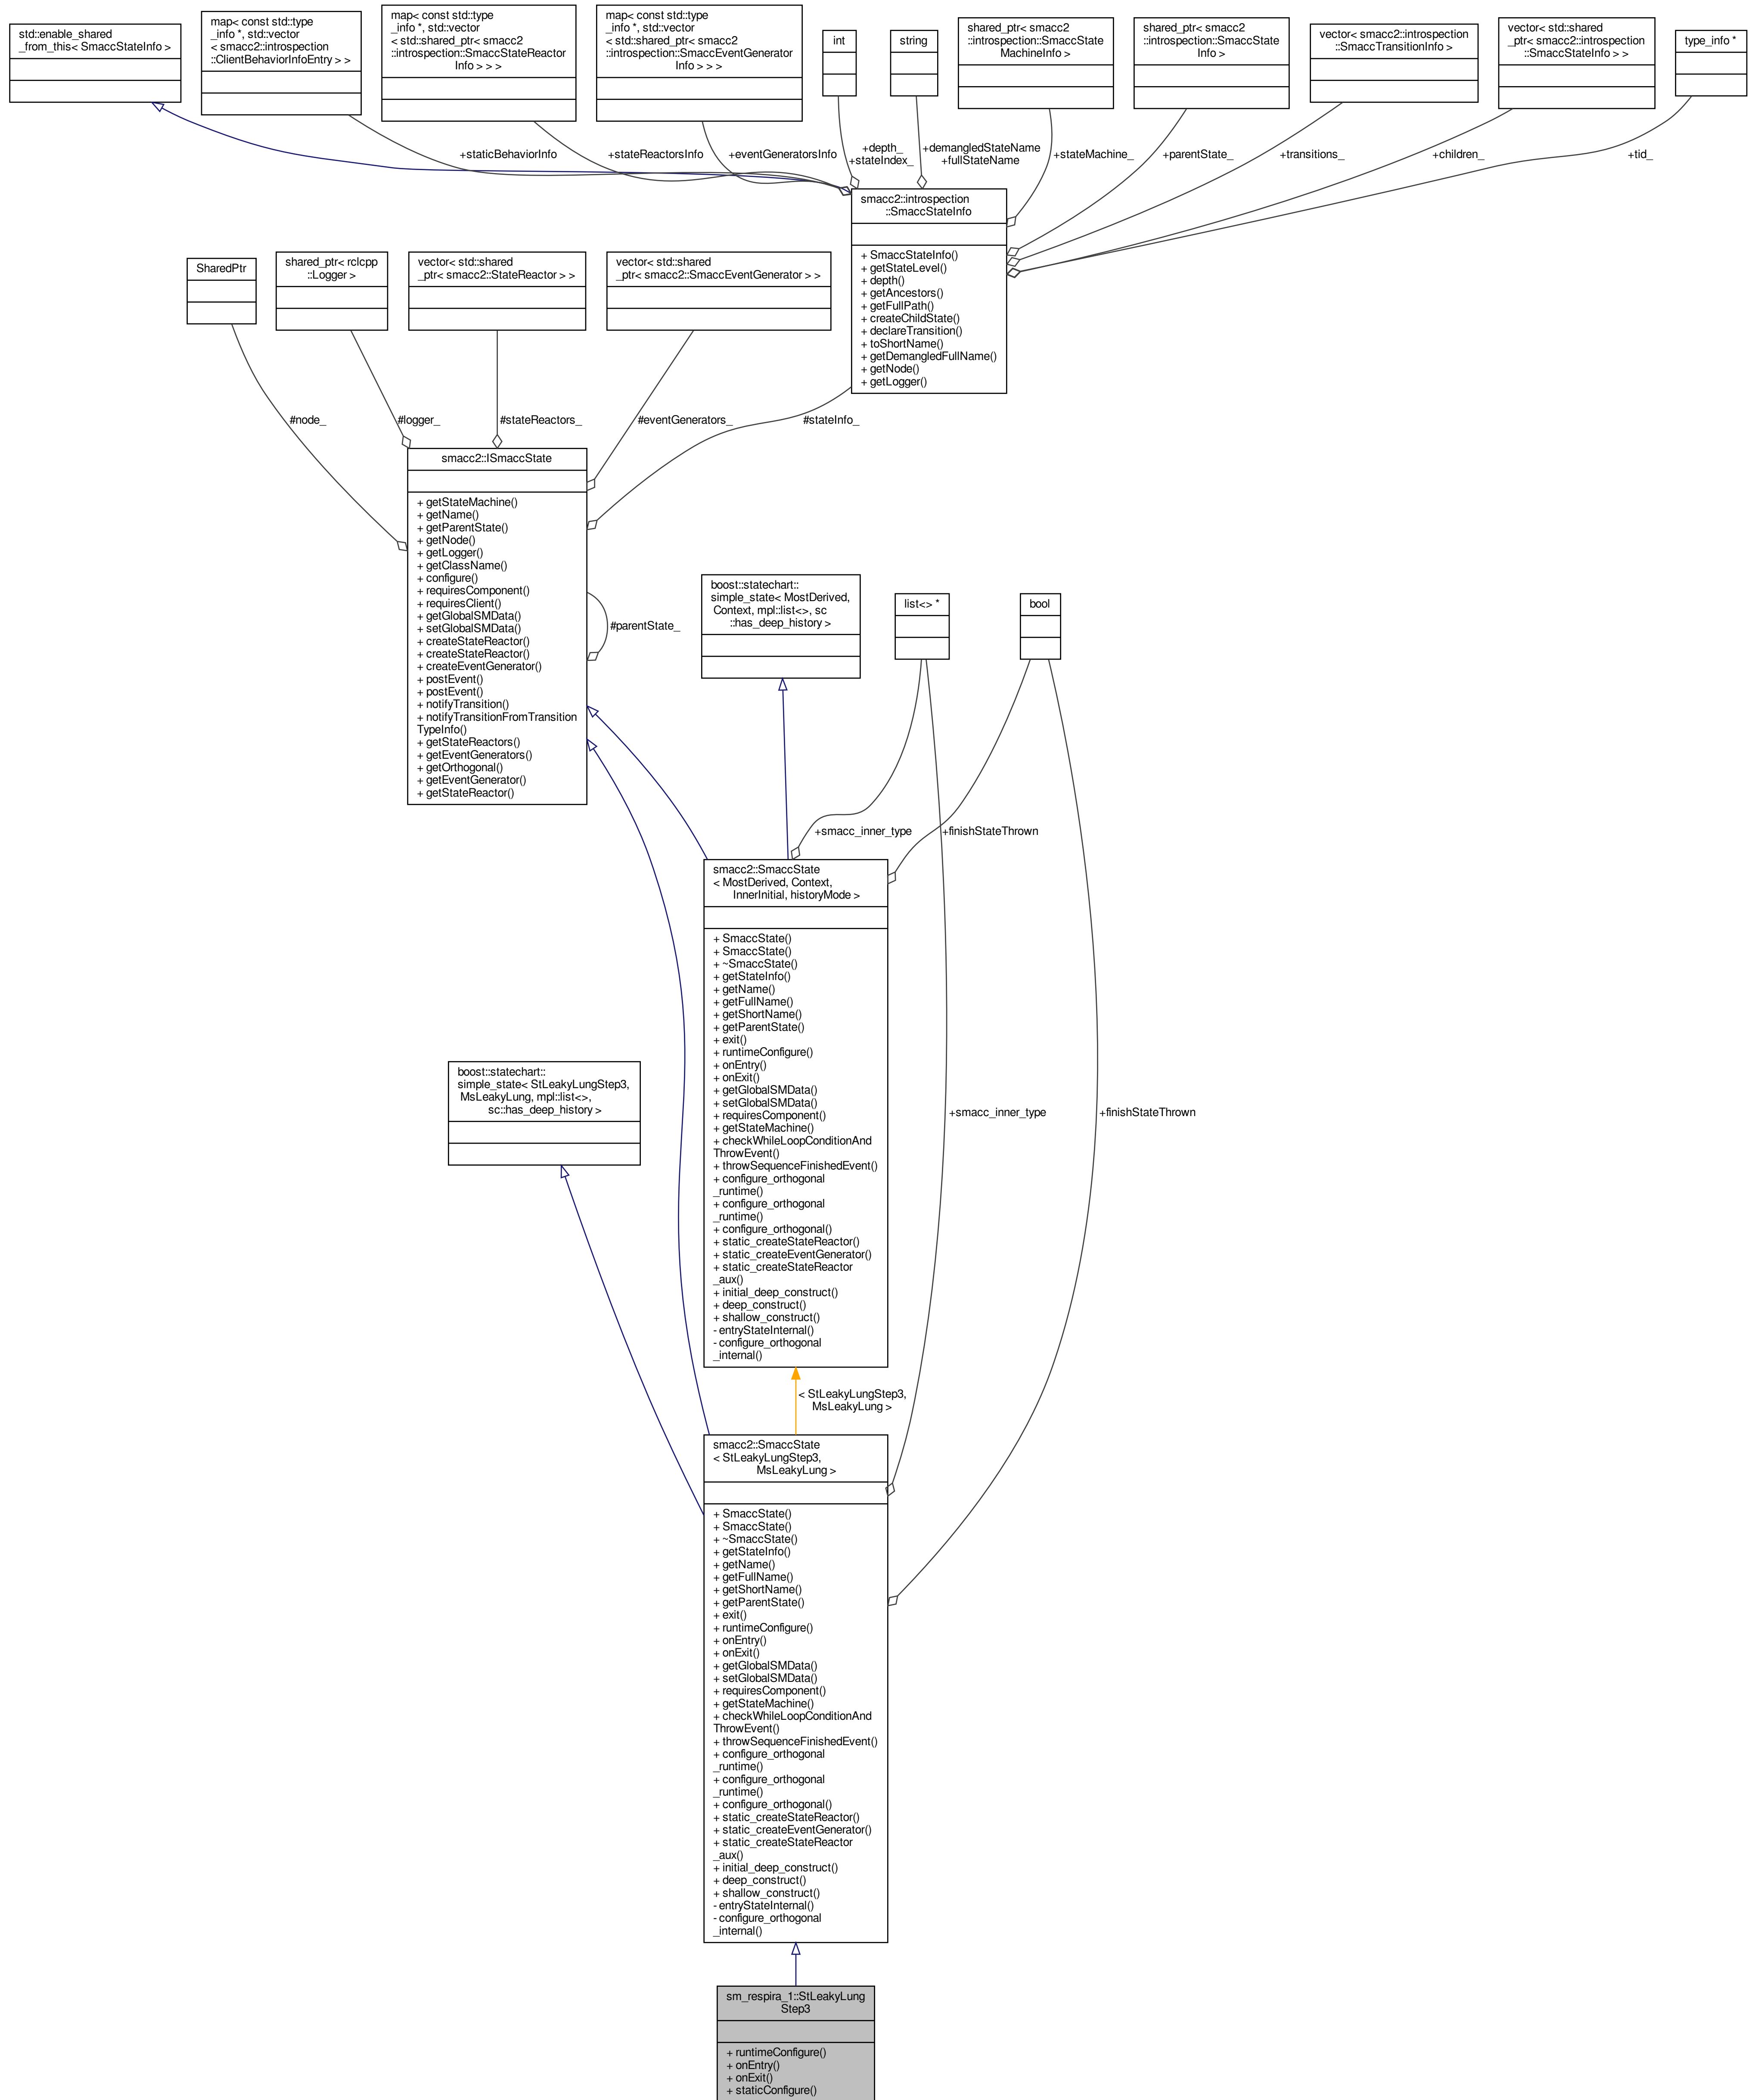 std::enable_shared
_from_this< SmaccStateInfo >
map< const std::type
_info *, std::vector
< smacc2::introspection
::ClientBehaviorInfoEntry > >
map< const std::type
_info *, std::vector
< std::shared_ptr< smacc2
::introspection::SmaccStateReactor
Info > > >
map< const std::type
_info *, std::vector
< std::shared_ptr< smacc2
::introspection::SmaccEventGenerator
Info > > >
int
string
shared_ptr< smacc2
::introspection::SmaccState
MachineInfo >
shared_ptr< smacc2
::introspection::SmaccState
Info >
vector< smacc2::introspection
::SmaccTransitionInfo >
vector< std::shared
_ptr< smacc2::introspection
::SmaccStateInfo > >
type_info *
+staticBehaviorInfo
+stateReactorsInfo
+eventGeneratorsInfo
+depth_
+stateIndex_
+demangledStateName
+fullStateName
+stateMachine_
+parentState_
+transitions_
+children_
+tid_
smacc2::introspection
::SmaccStateInfo
+ SmaccStateInfo()
+ getStateLevel()
+ depth()
+ getAncestors()
+ getFullPath()
+ createChildState()
+ declareTransition()
+ toShortName()
+ getDemangledFullName()
+ getNode()
+ getLogger()
SharedPtr
shared_ptr< rclcpp
::Logger >
vector< std::shared
_ptr< smacc2::StateReactor > >
vector< std::shared
_ptr< smacc2::SmaccEventGenerator > >
#node_
#logger_
#stateReactors_
#eventGenerators_
#stateInfo_
smacc2::ISmaccState
+ getStateMachine()
+ getName()
+ getParentState()
+ getNode()
+ getLogger()
+ getClassName()
+ configure()
+ requiresComponent()
+ requiresClient()
+ getGlobalSMData()
+ setGlobalSMData()
+ createStateReactor()
+ createStateReactor()
+ createEventGenerator()
+ postEvent()
+ postEvent()
+ notifyTransition()
+ notifyTransitionFromTransition
TypeInfo()
+ getStateReactors()
+ getEventGenerators()
+ getOrthogonal()
+ getEventGenerator()
+ getStateReactor()
#parentState_
boost::statechart::
simple_state< MostDerived,
Context, mpl::list<>, sc
::has_deep_history >
list<> *
bool
+smacc_inner_type
+finishStateThrown
smacc2::SmaccState
< MostDerived, Context,
InnerInitial, historyMode >
+ SmaccState()
+ SmaccState()
+ ~SmaccState()
+ getStateInfo()
+ getName()
+ getFullName()
+ getShortName()
+ getParentState()
+ exit()
+ runtimeConfigure()
+ onEntry()
+ onExit()
+ getGlobalSMData()
+ setGlobalSMData()
+ requiresComponent()
+ getStateMachine()
+ checkWhileLoopConditionAnd
ThrowEvent()
+ throwSequenceFinishedEvent()
+ configure_orthogonal
_runtime()
+ configure_orthogonal
_runtime()
+ configure_orthogonal()
+ static_createStateReactor()
+ static_createEventGenerator()
+ static_createStateReactor
_aux()
+ initial_deep_construct()
+ deep_construct()
+ shallow_construct()
- entryStateInternal()
- configure_orthogonal
_internal()
boost::statechart::
simple_state< StLeakyLungStep3,
MsLeakyLung, mpl::list<>,
sc::has_deep_history >
+smacc_inner_type
+finishStateThrown
< StLeakyLungStep3,
MsLeakyLung >
smacc2::SmaccState
< StLeakyLungStep3,
MsLeakyLung >
+ SmaccState()
+ SmaccState()
+ ~SmaccState()
+ getStateInfo()
+ getName()
+ getFullName()
+ getShortName()
+ getParentState()
+ exit()
+ runtimeConfigure()
+ onEntry()
+ onExit()
+ getGlobalSMData()
+ setGlobalSMData()
+ requiresComponent()
+ getStateMachine()
+ checkWhileLoopConditionAnd
ThrowEvent()
+ throwSequenceFinishedEvent()
+ configure_orthogonal
_runtime()
+ configure_orthogonal
_runtime()
+ configure_orthogonal()
+ static_createStateReactor()
+ static_createEventGenerator()
+ static_createStateReactor
_aux()
+ initial_deep_construct()
+ deep_construct()
+ shallow_construct()
- entryStateInternal()
- configure_orthogonal
_internal()
sm_respira_1::StLeakyLung
Step3
+ runtimeConfigure()
+ onEntry()
+ onExit()
+ staticConfigure()